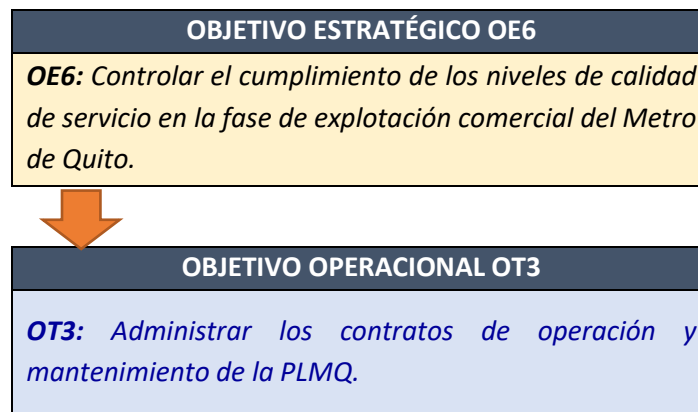 OBJETIVO ESTRATÉGICO OE6
OE6: Controlar el cumplimiento de los niveles de calidad
de servicio en la fase de explotación comercial del Metro
de Quito.
OBJETIVO OPERACIONAL OT3
OT3: Administrar los contratos de operación y
mantenimiento de la PLMQ.